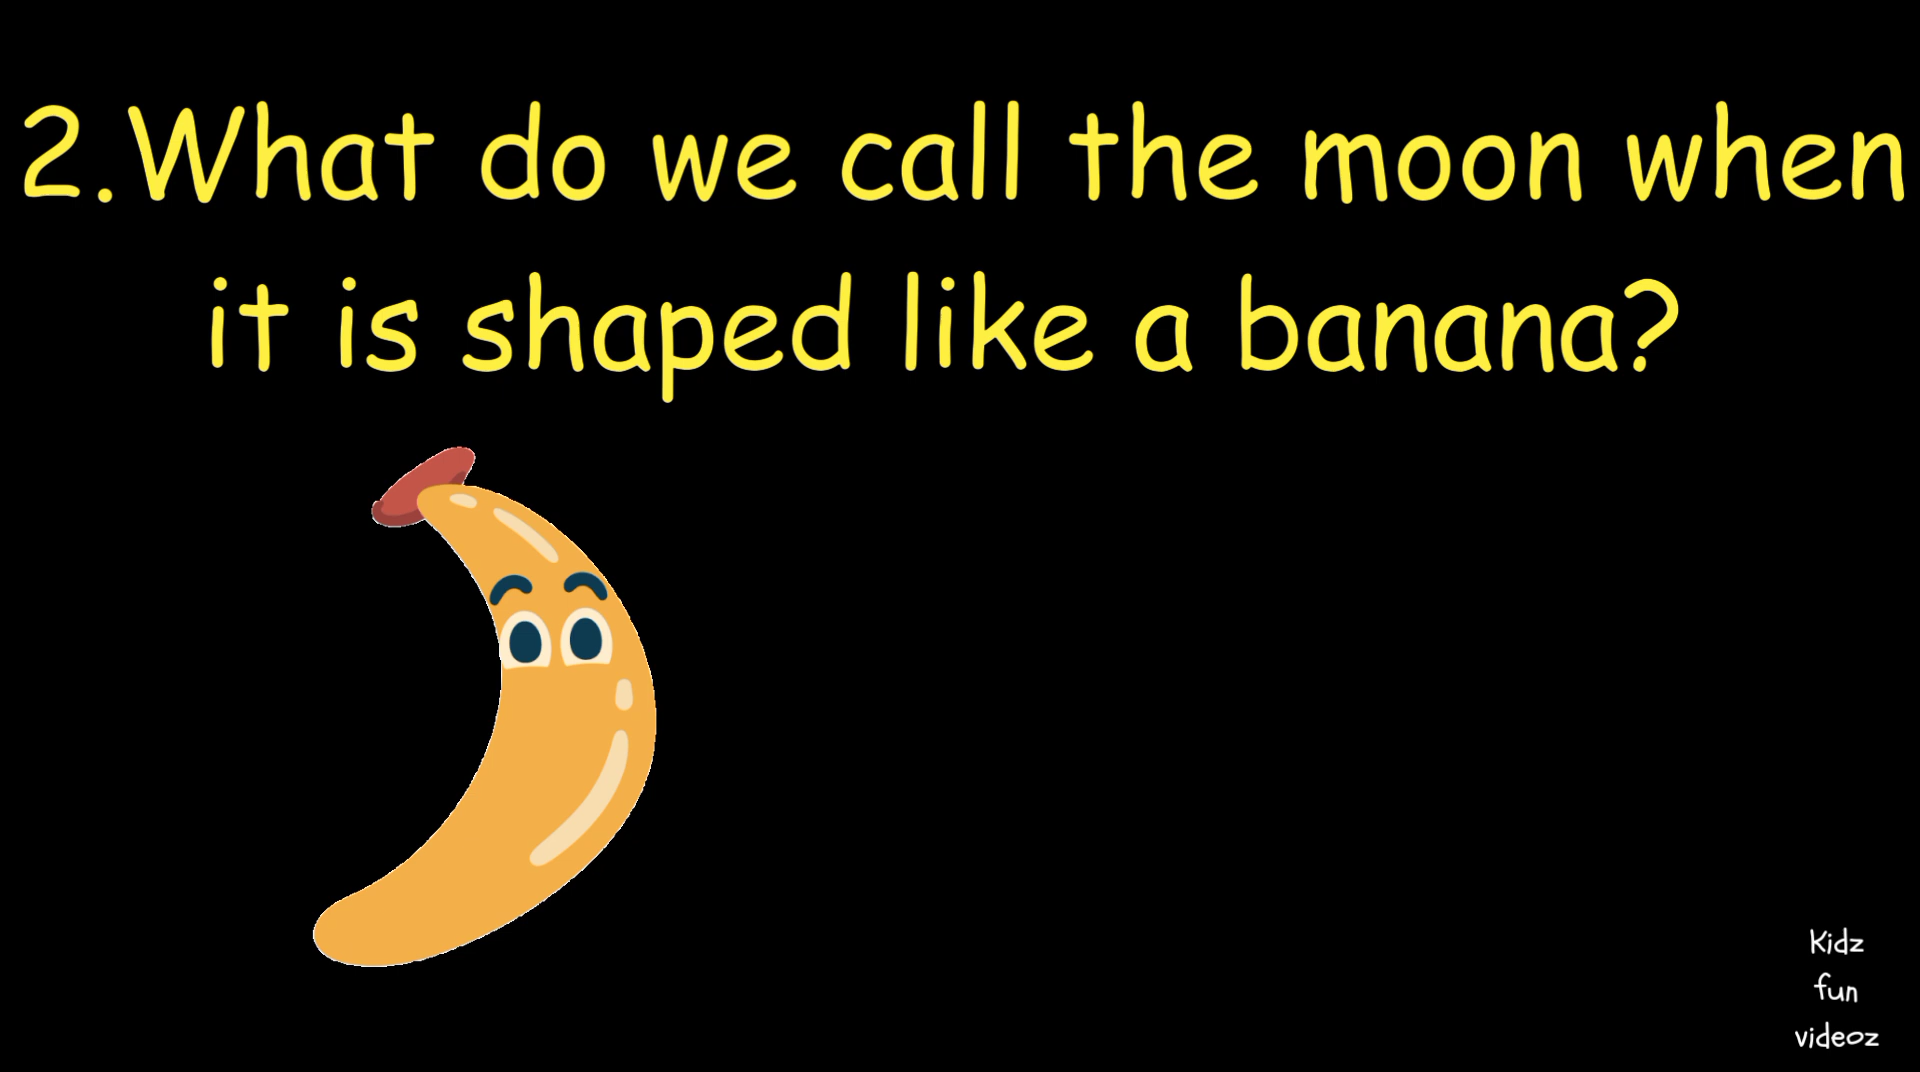 2.What do we call the moon when
it is shaped like a banana?
Kidz
fun
videoz